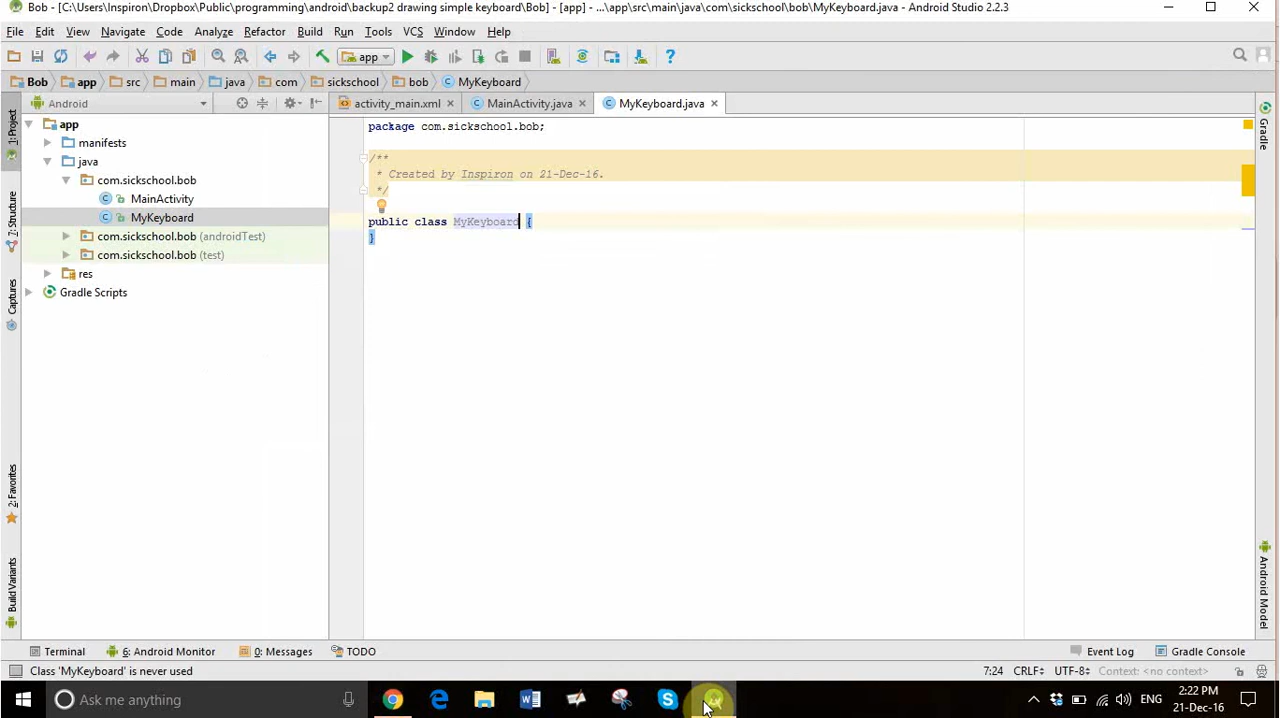 Bob - [C:\Users\Inspiron\Dropbox\Public\programming\android\backup2 drawing simple keyboard\Bob] - [app] - ...\app\src\main\java\com\sickschool\bob\MyKeyboard.java - Android Studio 2.2.3
File Edit View Navigate Code Analyze Refactor Build Run Tools VCS Window Help
app
Bob app src main java com sickschool bob MyKeyboard
Android activity_main.xml MainActivity.java MyKeyboard.java
app
manifests
java
com.sickschool.bob
MainActivity
MyKeyboard
com.sickschool.bob (androidTest)
com.sickschool.bob (test)
res
Gradle Scripts
1: Project
7: Structure
Captures
2: Favorites
Build Variants
package com.sickschool.bob;
/**
* Created by Inspiron on 21-Dec-16.
*/
public class MyKeyboard {
}
Gradle
Android Model
Terminal 6: Android Monitor 0: Messages TODO Event Log Gradle Console
Class 'MyKeyboard' is never used 7:24 CRLF÷ UTF-8÷ Context: <no context>
Ask me anything ENG 2:22 PM
21-Dec-16